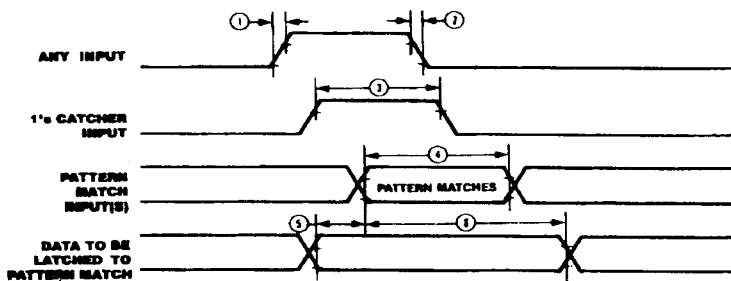 1
2
ANY INPUT
3
1's CATCHER
INPUT
4
PATTERN
MATCH
INPUT(S)
PATTERN MATCHES
5
6
DATA TO BE
LATCHED TO
PATTERN MATCH